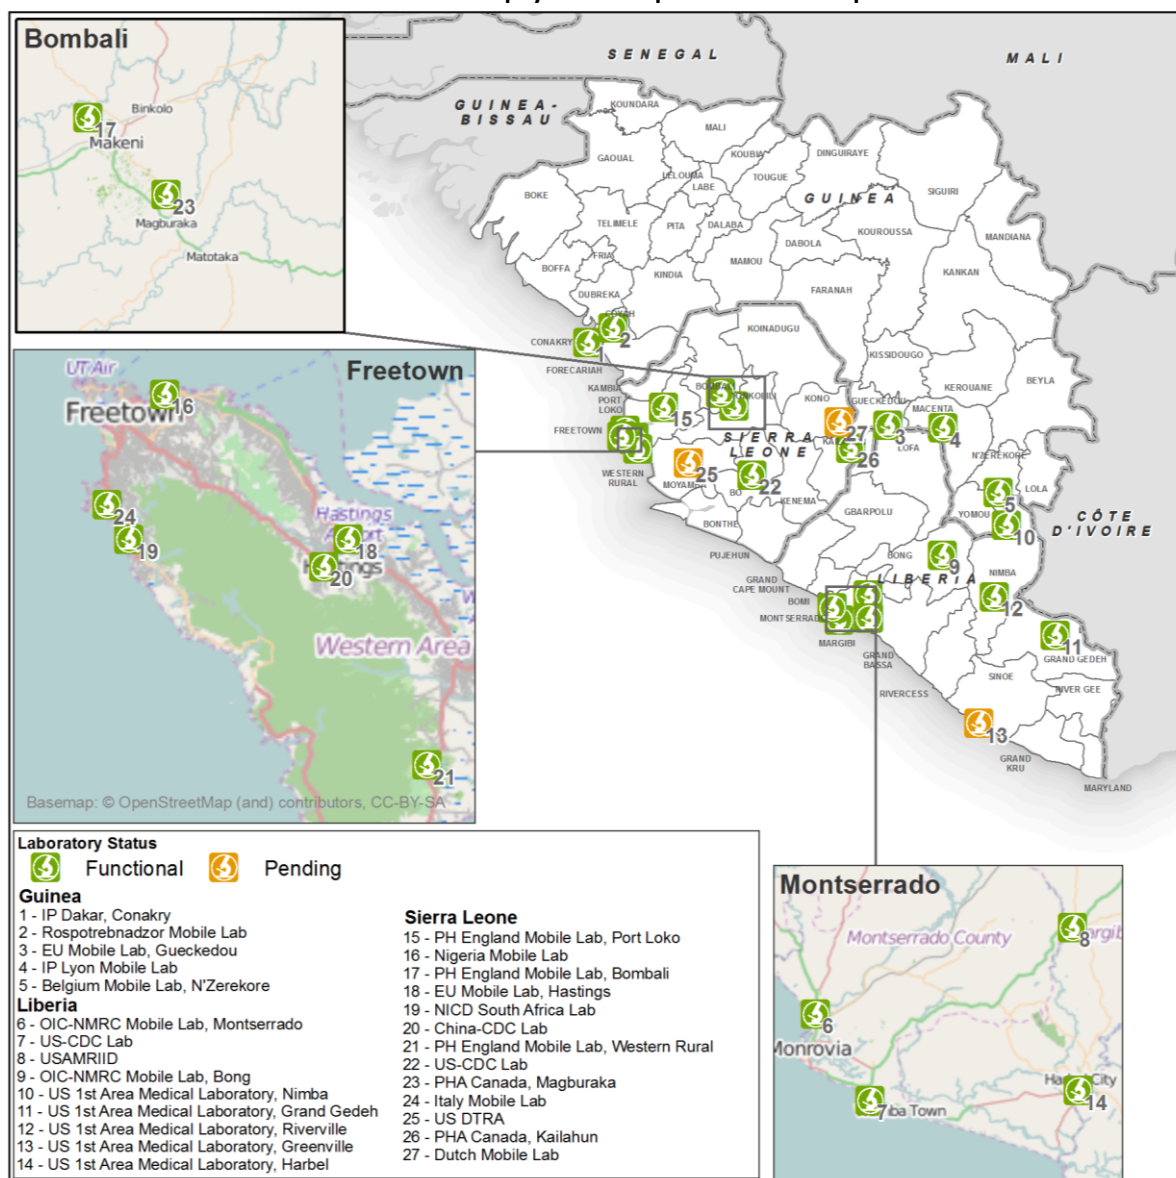 Bombali
Binkolo
17
Makeni
23
Magburaka
Matotaka
SENEGAL
MALI
GUINEA-
BISSAU
KOUNDARA
MALI
GAOUAL
KOUBIA
DINGUIRAYE
LELOUMA
LABE
TOUGUE
SIGUIRI
BOKE
GUINEA
TELIMELE
PITA
DALABA
KOUROUSSA
DABOLA
MANDIANA
FRIA
BOFFA
KINDIA
MAMOU
KANKAN
DUBREKA
FARANAH
COYAH
KOINADUGU
CONAKRY
1
2
FORECARIAH
KISSIDOUGOU
KEROUANE
BEYLA
KAMBIA
BOMBALI
KONO
GUECKEDOU
MACENTA
PORT
LOKO
15
FREETOWN
SIERRA
LEONE
27
3
LOFA
4
26
N'ZEREKORE
WESTERN
RURAL
MOYAMBA
25
22
BO
KENEMA
LOLA
5
YOMOU
GBARPOLU
CÔTE
D'IVOIRE
BONTHE
10
PUJEHUN
BONG
9
NIMBA
GRAND
CAPE MOUNT
LIBERIA
BOMI
12
MONTSERRADO
MARGIBI
11
GRAND
BASSA
GRAND GEDEH
SINOE
RIVER GEE
RIVERCESS
13
GRAND
KRU
MARYLAND
Freetown
UT Air
Freetown
16
24
19
Hastings
18
20
Western Area
21
Basemap: © OpenStreetMap (and) contributors, CC-BY-SA
Laboratory Status
Functional Pending
Guinea
1 - IP Dakar, Conakry
2 - Rospotrebnadzor Mobile Lab
3 - EU Mobile Lab, Gueckedou
4 - IP Lyon Mobile Lab
5 - Belgium Mobile Lab, N'Zerekore
Liberia
6 - OIC-NMRC Mobile Lab, Montserrado
7 - US-CDC Lab
8 - USAMRIID
9 - OIC-NMRC Mobile Lab, Bong
10 - US 1st Area Medical Laboratory, Nimba
11 - US 1st Area Medical Laboratory, Grand Gedeh
12 - US 1st Area Medical Laboratory, Riverville
13 - US 1st Area Medical Laboratory, Greenville
14 - US 1st Area Medical Laboratory, Harbel
Sierra Leone
15 - PH England Mobile Lab, Port Loko
16 - Nigeria Mobile Lab
17 - PH England Mobile Lab, Bombali
18 - EU Mobile Lab, Hastings
19 - NICD South Africa Lab
20 - China-CDC Lab
21 - PH England Mobile Lab, Western Rural
22 - US-CDC Lab
23 - PHA Canada, Magburaka
24 - Italy Mobile Lab
25 - US DTRA
26 - PHA Canada, Kailahun
27 - Dutch Mobile Lab
Montserrado
8
Montserrado County
6
Monrovia
City
14
7
Town